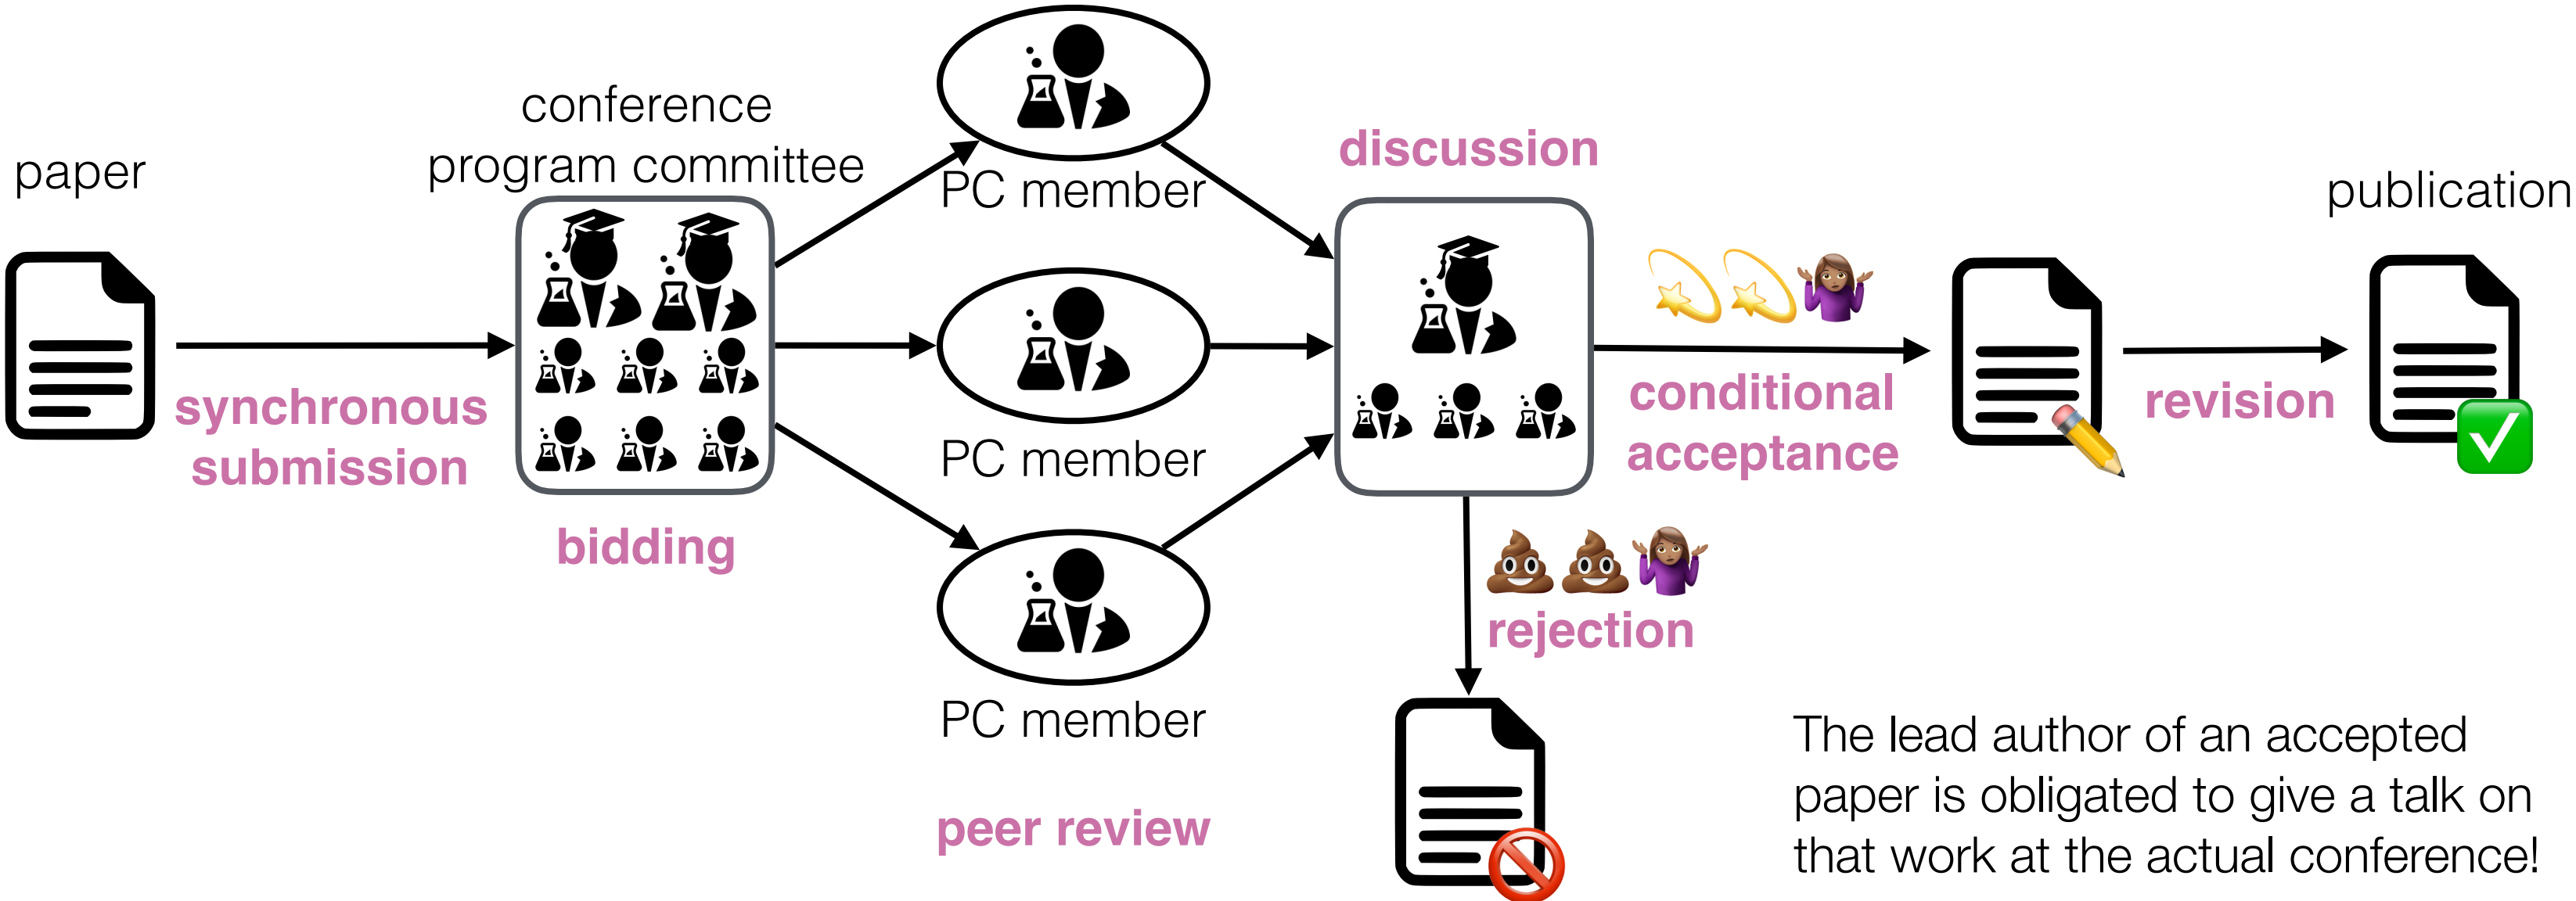 paper
synchronous
submission
conference
program committee
bidding
PC member
PC member
PC member
peer review
discussion
conditional
acceptance
rejection
revision
publication
The lead author of an accepted
paper is obligated to give a talk on
that work at the actual conference!